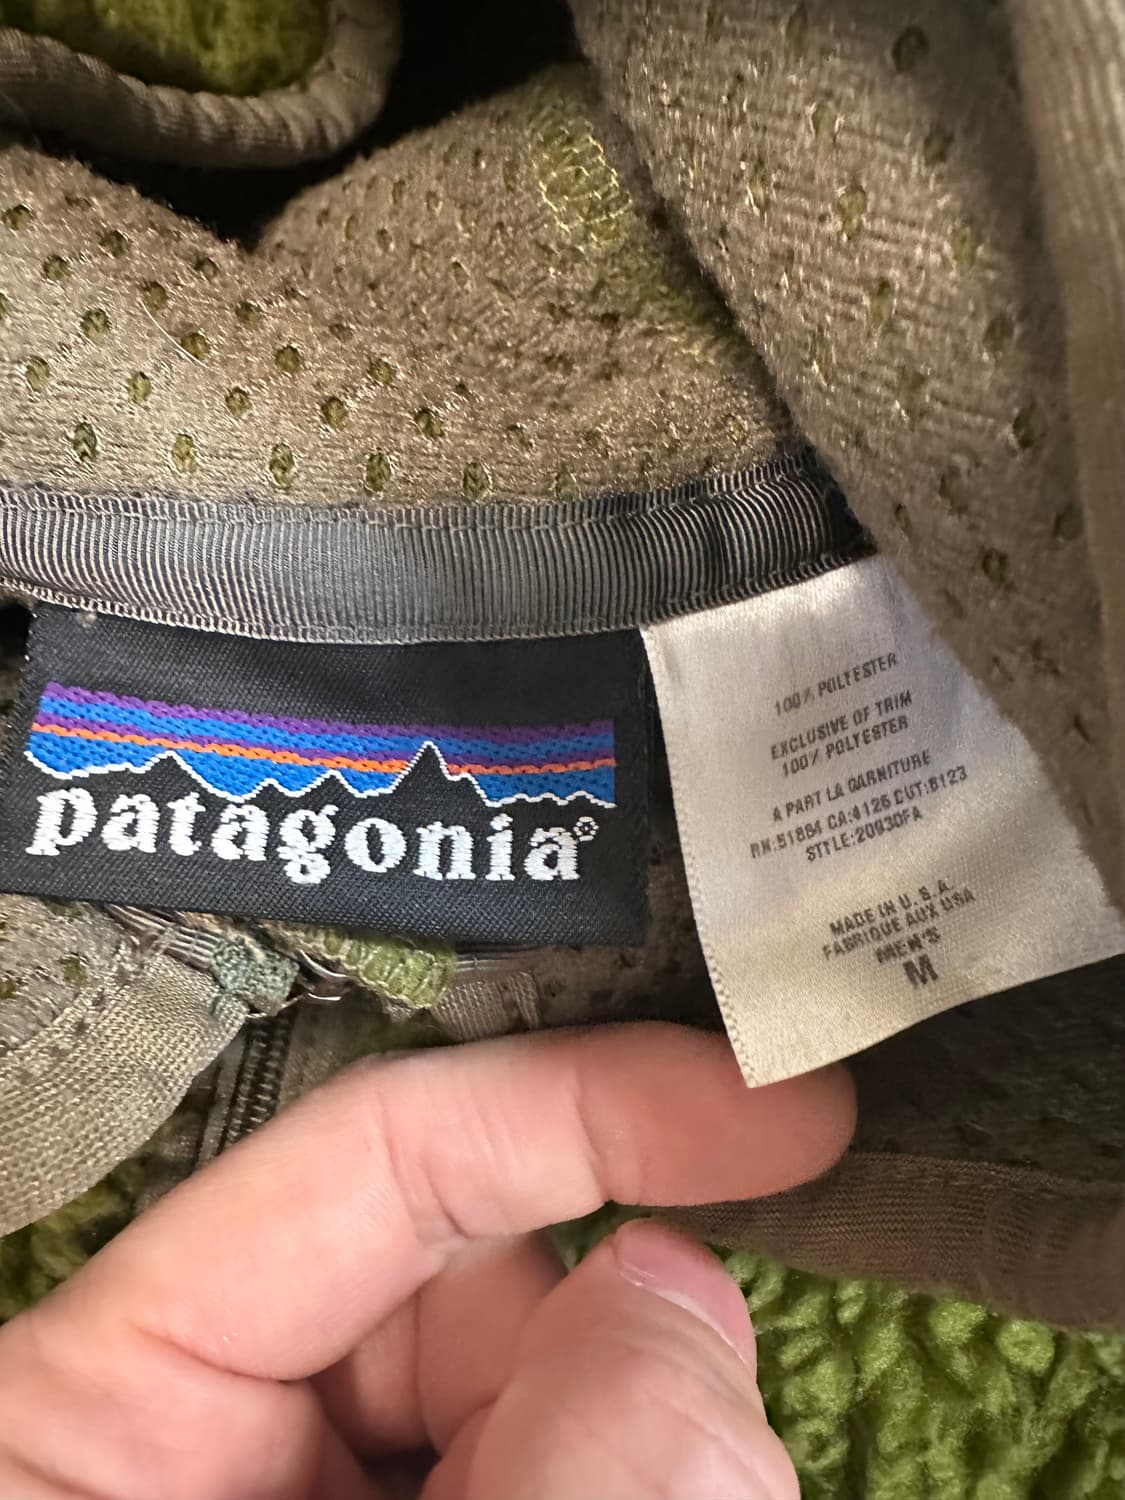 patagonia®
100% POLYESTER
EXCLUSIVE OF TRIM
100% POLYESTER
A PART LA GARNITURE
RN:51884 CA:4126 CUT:B123
STYLE:20930FA
MADE IN U.S.A.
FABRIQUE AUX USA
MEN'S
M